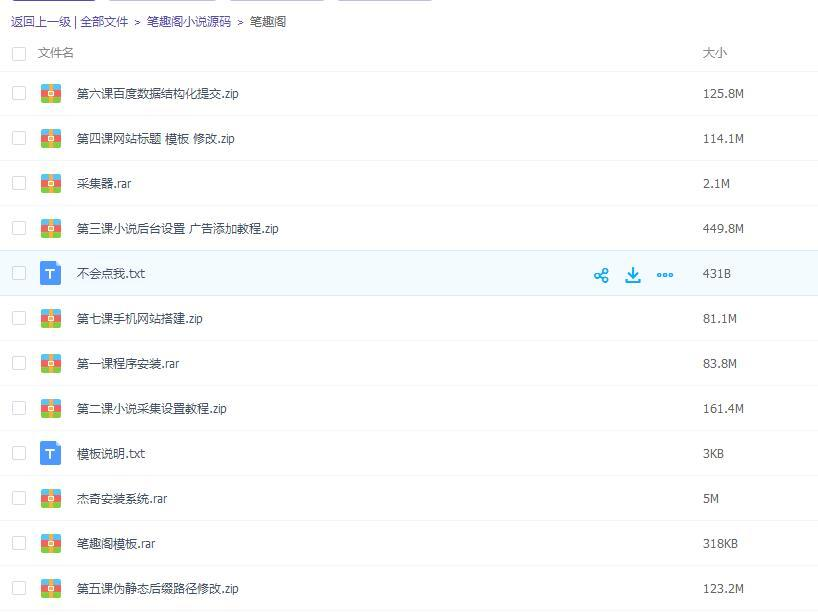 返回上一级 | 全部文件 > 笔趣阁小说源码 > 笔趣阁
文件名 大小
第六课百度数据结构化提交.zip 125.8M
第四课网站标题 模板 修改.zip 114.1M
采集器.rar 2.1M
第三课小说后台设置 广告添加教程.zip 449.8M
不会点我.txt 431B
第七课手机网站搭建.zip 81.1M
第一课程序安装.rar 83.8M
第二课小说采集设置教程.zip 161.4M
模板说明.txt 3KB
杰奇安装系统.rar 5M
笔趣阁模板.rar 318KB
第五课伪静态后缀路径修改.zip 123.2M